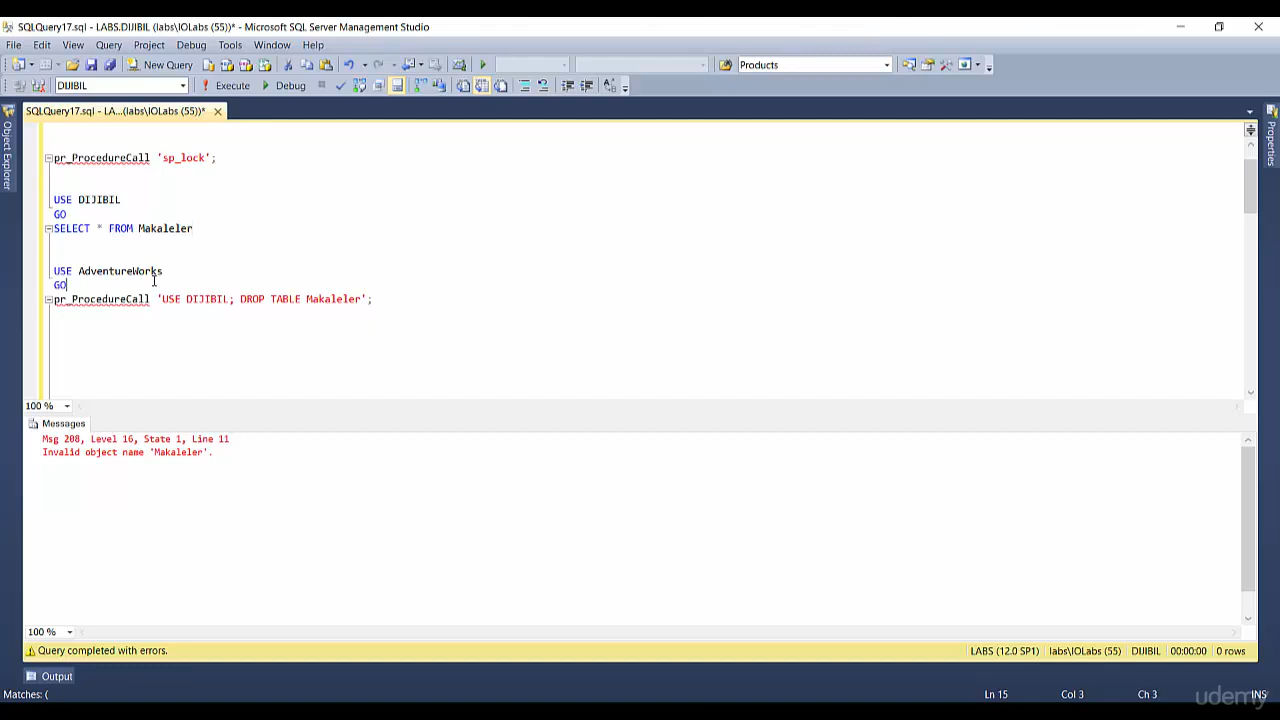 SQLQuery17.sql - LABS.DIJIBIL (labs\IOLabs (55))* - Microsoft SQL Server Management Studio
File Edit View Query Project Debug Tools Window Help
New Query Products
DIJIBIL Execute Debug
SQLQuery17.sql - LA...(labs\IOLabs (55))*
Object Explorer
Properties
pr_ProcedureCall 'sp_lock';
USE DIJIBIL
GO
SELECT * FROM Makaleler
USE AdventureWorks
GO
pr_ProcedureCall 'USE DIJIBIL; DROP TABLE Makaleler';
100 %
Messages
Msg 208, Level 16, State 1, Line 11
Invalid object name 'Makaleler'.
100 %
Query completed with errors. LABS (12.0 SP1) labs\IOLabs (55) DIJIBIL 00:00:00 0 rows
Output
Matches: ( Ln 15 Col 3 Ch 3 INS
udemy